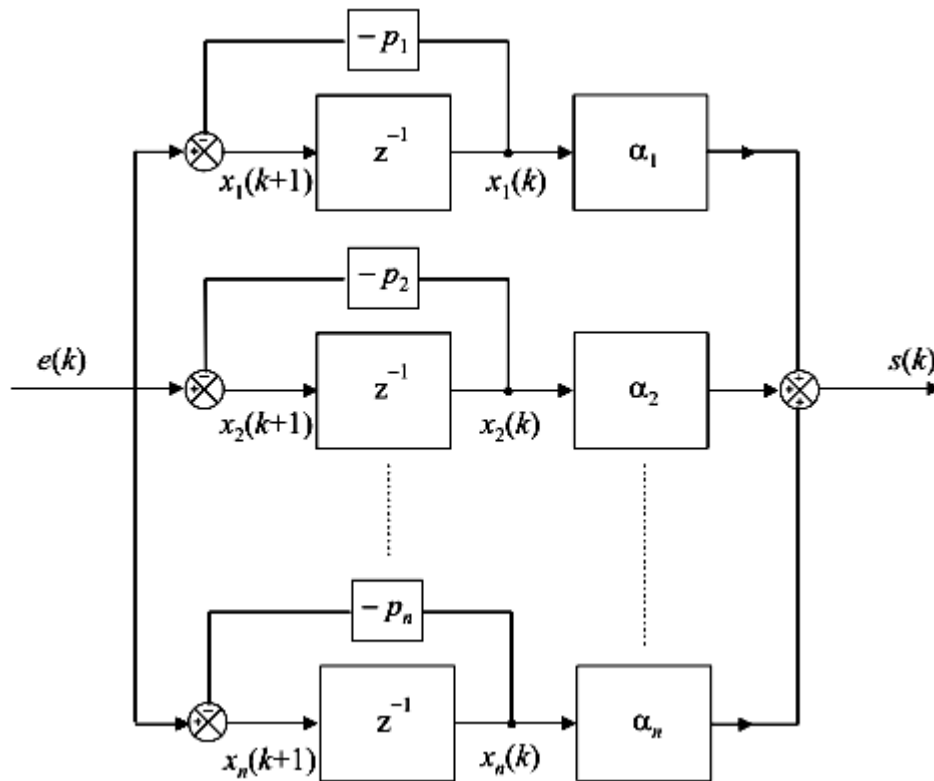 − p₁
z⁻¹
α₁
x₁(k+1)
x₁(k)
− p₂
e(k)
z⁻¹
α₂
s(k)
x₂(k+1)
x₂(k)
− pₙ
z⁻¹
αₙ
xₙ(k+1)
xₙ(k)